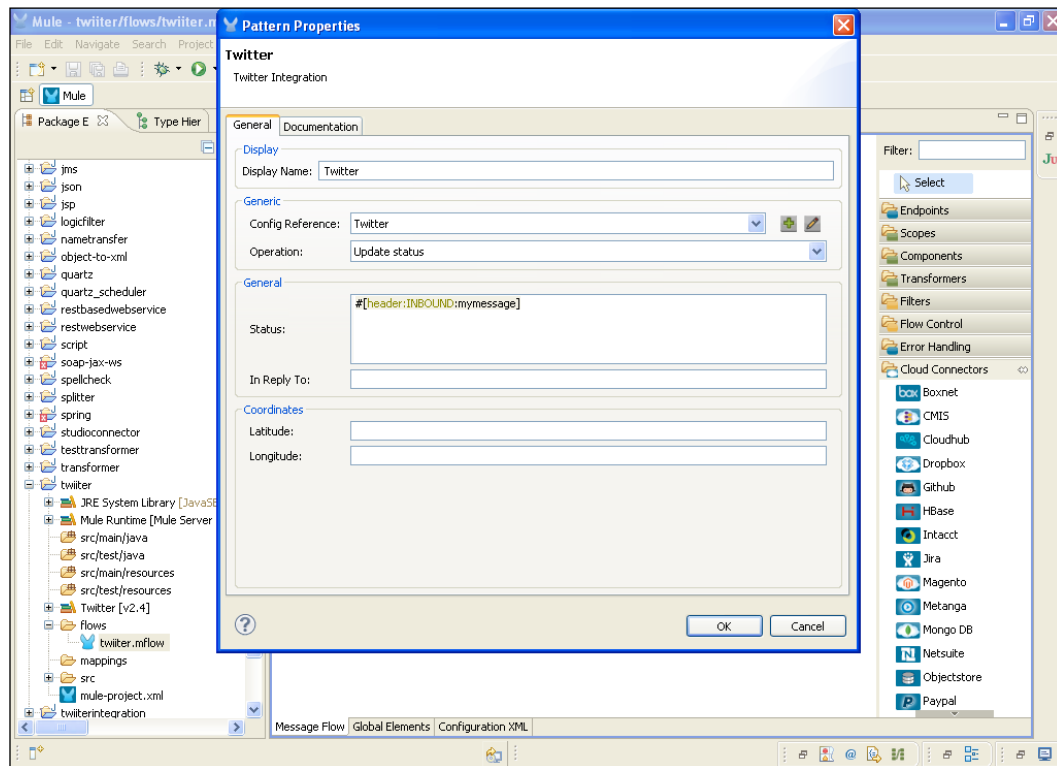 Mule - twiiter/flows/twiiter.m
File Edit Navigate Search Project
Mule
Package E
Type Hier
jms
json
jsp
logicfilter
nametransfer
object-to-xml
quartz
quartz_scheduler
restbasedwebservice
restwebservice
script
soap-jax-ws
spellcheck
splitter
spring
studioconnector
testtransformer
transformer
twiiter
JRE System Library [JavaSE
Mule Runtime [Mule Server
src/main/java
src/test/java
src/main/resources
src/test/resources
Twitter [v2.4]
flows
twiiter.mflow
mappings
src
mule-project.xml
twiiterintegration
Pattern Properties
Twitter
Twitter Integration
General Documentation
Display
Display Name: Twitter
Generic
Config Reference: Twitter
Operation: Update status
General
Status: #[header:INBOUND:mymessage]
In Reply To:
Coordinates
Latitude:
Longitude:
OK Cancel
Message Flow Global Elements Configuration XML
Filter:
Select
Endpoints
Scopes
Components
Transformers
Filters
Flow Control
Error Handling
Cloud Connectors
box Boxnet
CMIS
Cloudhub
Dropbox
Github
HBase
Intacct
Jira
Magento
Metanga
Mongo DB
N Netsuite
Objectstore
P Paypal
Ju